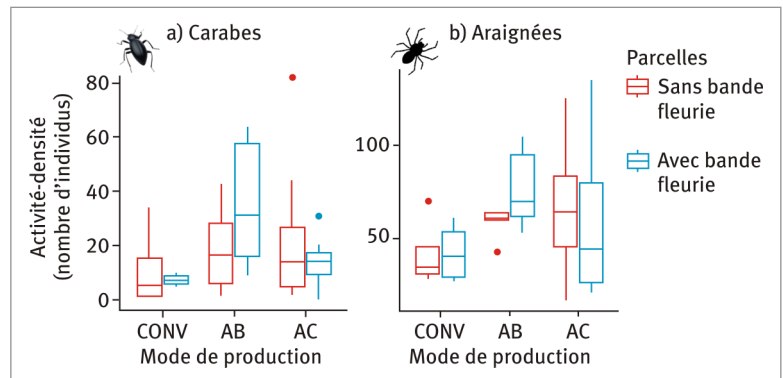 a) Carabes
b) Araignées
Parcelles
Sans bande
fleurie
Avec bande
fleurie
Activité-densité
(nombre d'individus)
80
60
40
20
0
100
50
CONV AB AC
CONV AB AC
Mode de production
Mode de production